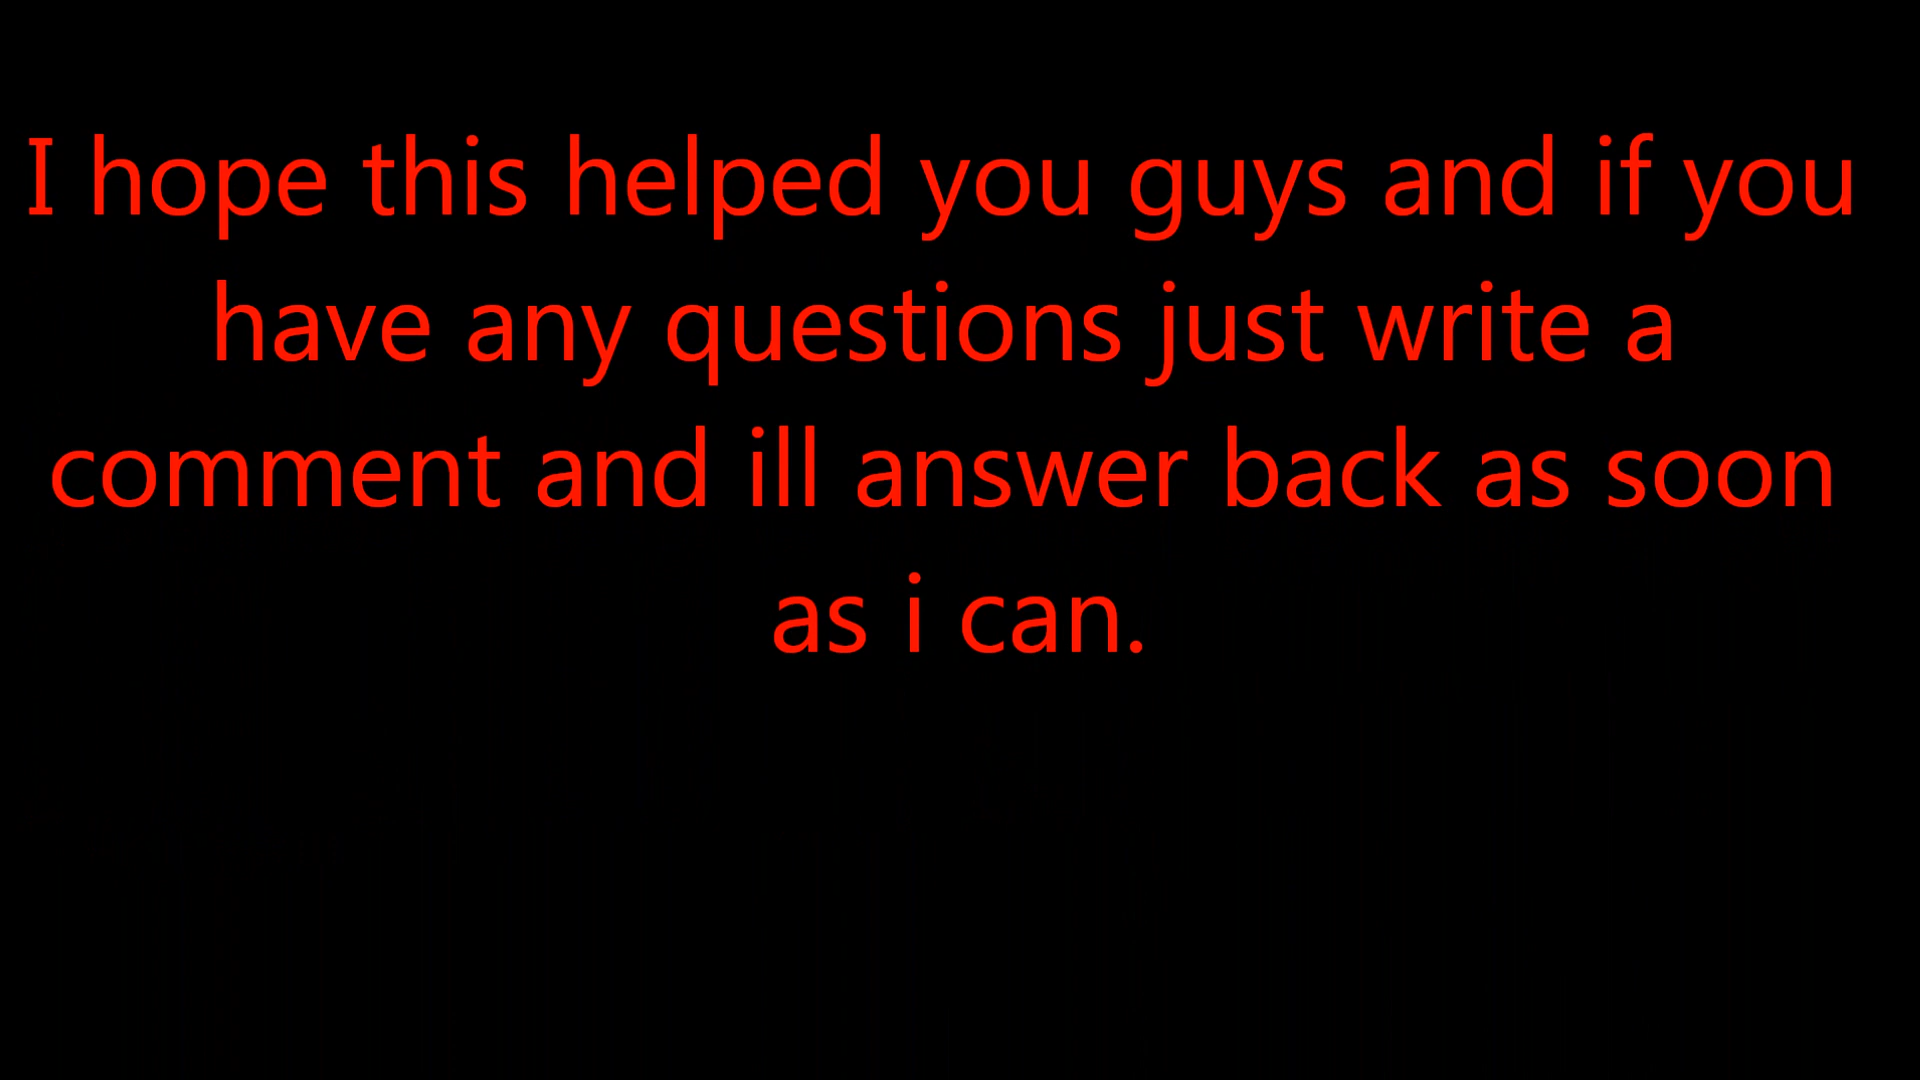 I hope this helped you guys and if you
have any questions just write a
comment and ill answer back as soon
as i can.